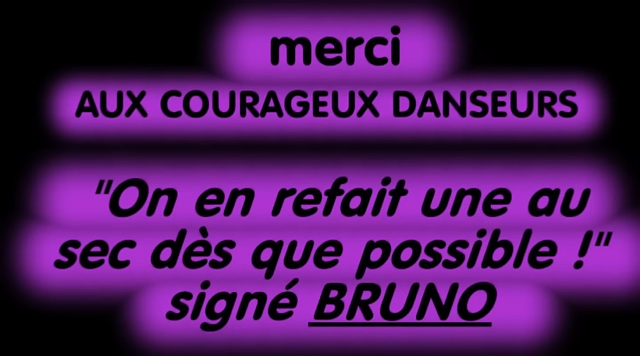 merci
AUX COURAGEUX DANSEURS
"On en refait une au
sec dès que possible !"
signé BRUNO